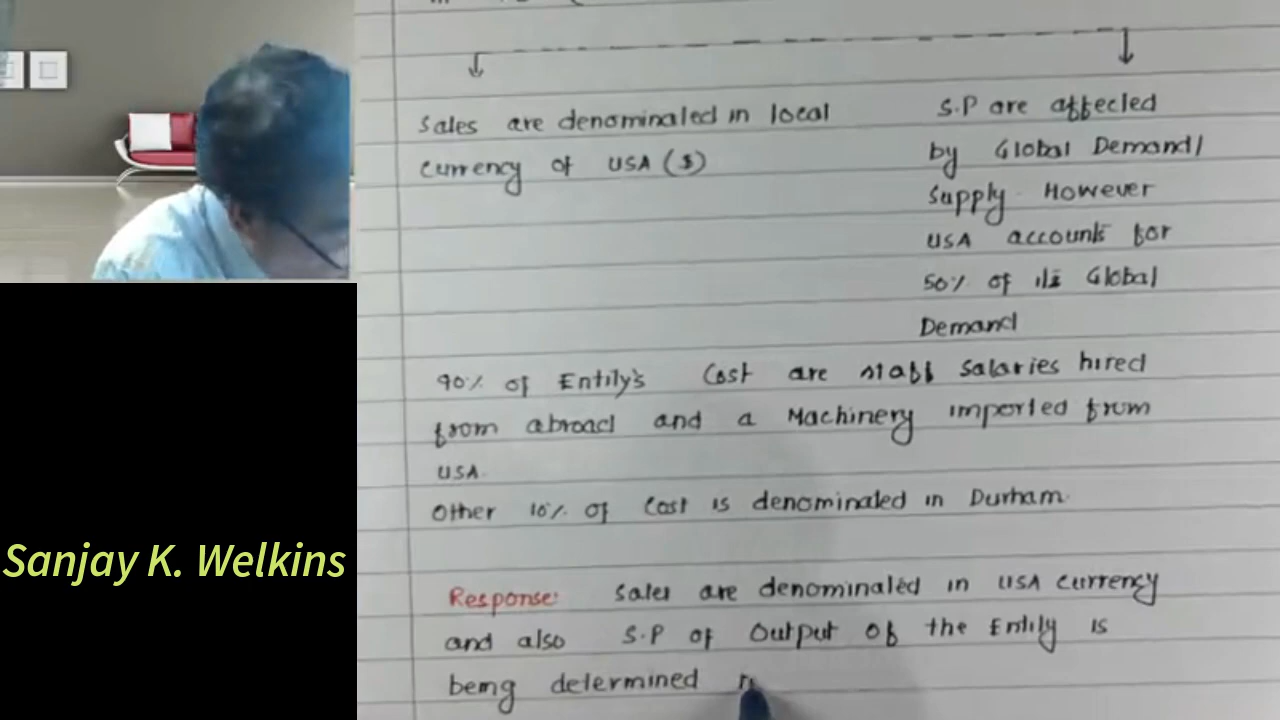 Sales are denominated in local
currency of USA ($)
S.P are affected
by Global Demand/
Supply. However
USA accounts for
50% of its Global
Demand
90% of Entity's Cost are staff salaries hired
from abroad and a Machinery imported from
USA.
Other 10% of Cost is denominated in Durham.
Response: Sales are denominated in USA currency
and also S.P of Output of the Entity is
being determined
Sanjay K. Welkins